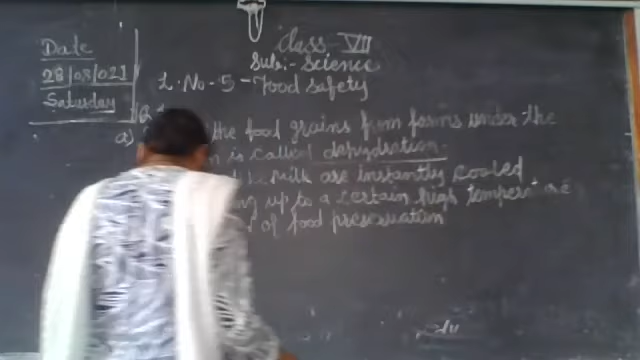 Date
28/08/021
Saturday
Class VII
Sub:- Science
L.No-5 - Food Safety
a) the food grains from farms under the
is called dehydration.
milk are instantly cooled
up to a certain high temperature
of food preservation